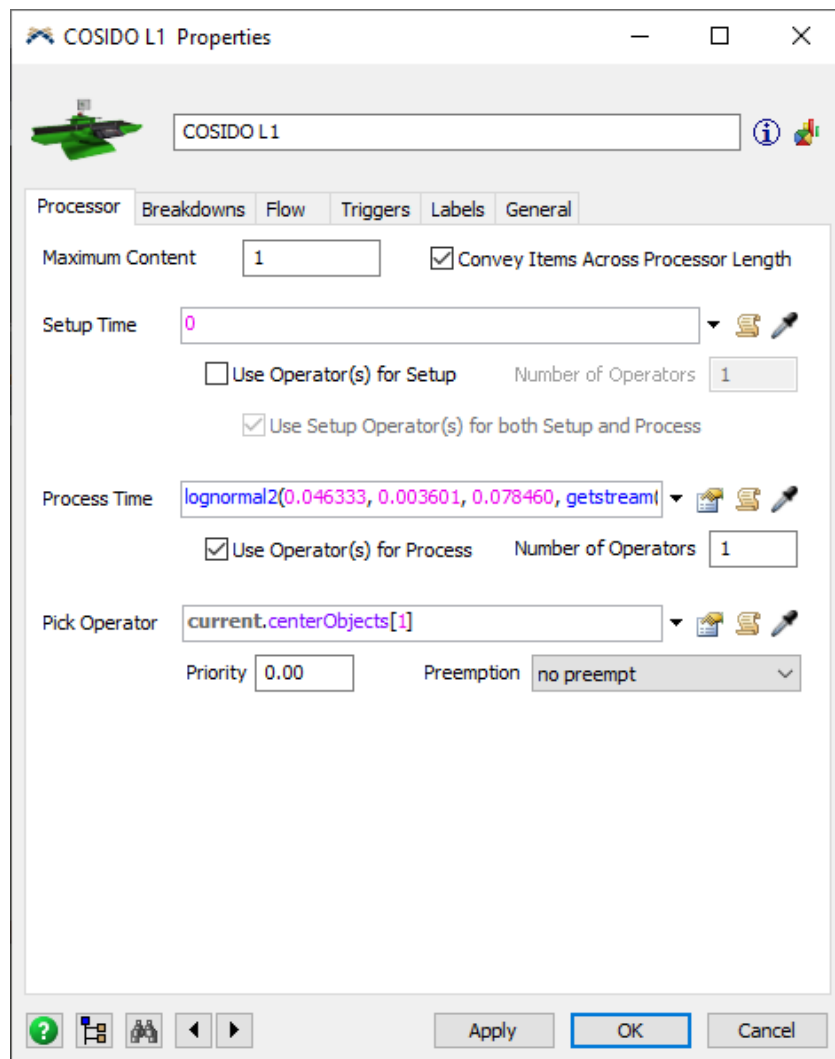 COSIDO L1 Properties
COSIDO L1
Processor Breakdowns Flow Triggers Labels General
Maximum Content 1 Convey Items Across Processor Length
Setup Time 0
Use Operator(s) for Setup Number of Operators 1
Use Setup Operator(s) for both Setup and Process
Process Time lognormal2(0.046333, 0.003601, 0.078460, getstream(
Use Operator(s) for Process Number of Operators 1
Pick Operator current.centerObjects[1]
Priority 0.00 Preemption no preempt
Apply OK Cancel